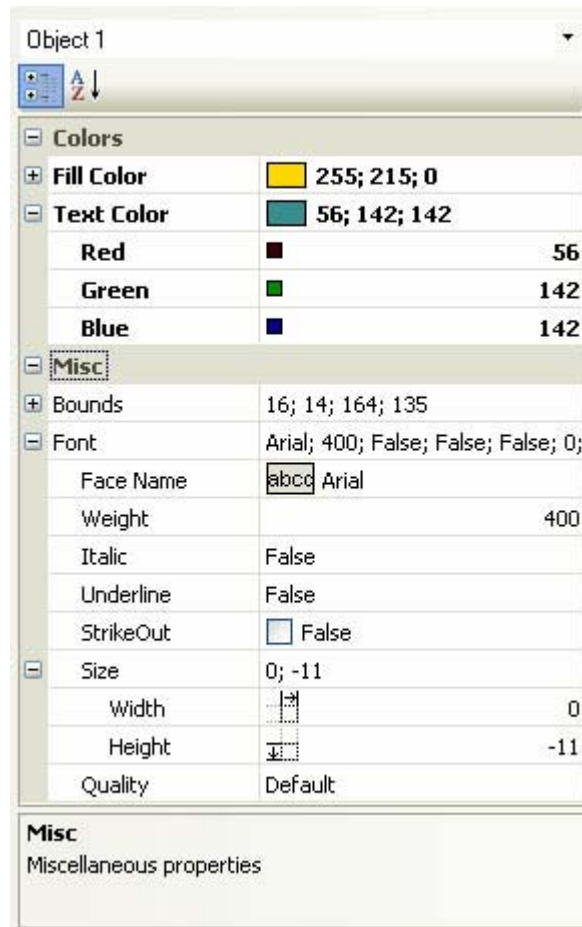 Object 1
A
Z
Colors
Fill Color 255; 215; 0
Text Color 56; 142; 142
Red 56
Green 142
Blue 142
Misc
Bounds 16; 14; 164; 135
Font Arial; 400; False; False; False; 0;
Face Name abcd Arial
Weight 400
Italic False
Underline False
StrikeOut False
Size 0; -11
Width 0
Height -11
Quality Default
Misc
Miscellaneous properties